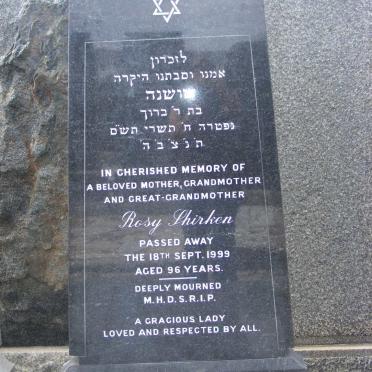 לזכרון
אמנו וסבתנו היקרה
שושנה
בת ר' ברוך
נפטרה ח' תשרי תש"ס
ת' נ' צ' ב' ה'
IN CHERISHED MEMORY OF
A BELOVED MOTHER, GRANDMOTHER
AND GREAT-GRANDMOTHER
Rosy Shirken
PASSED AWAY
THE 18TH SEPT. 1999
AGED 96 YEARS.
DEEPLY MOURNED
M.H.D.S.R.I.P.
A GRACIOUS LADY
LOVED AND RESPECTED BY ALL.